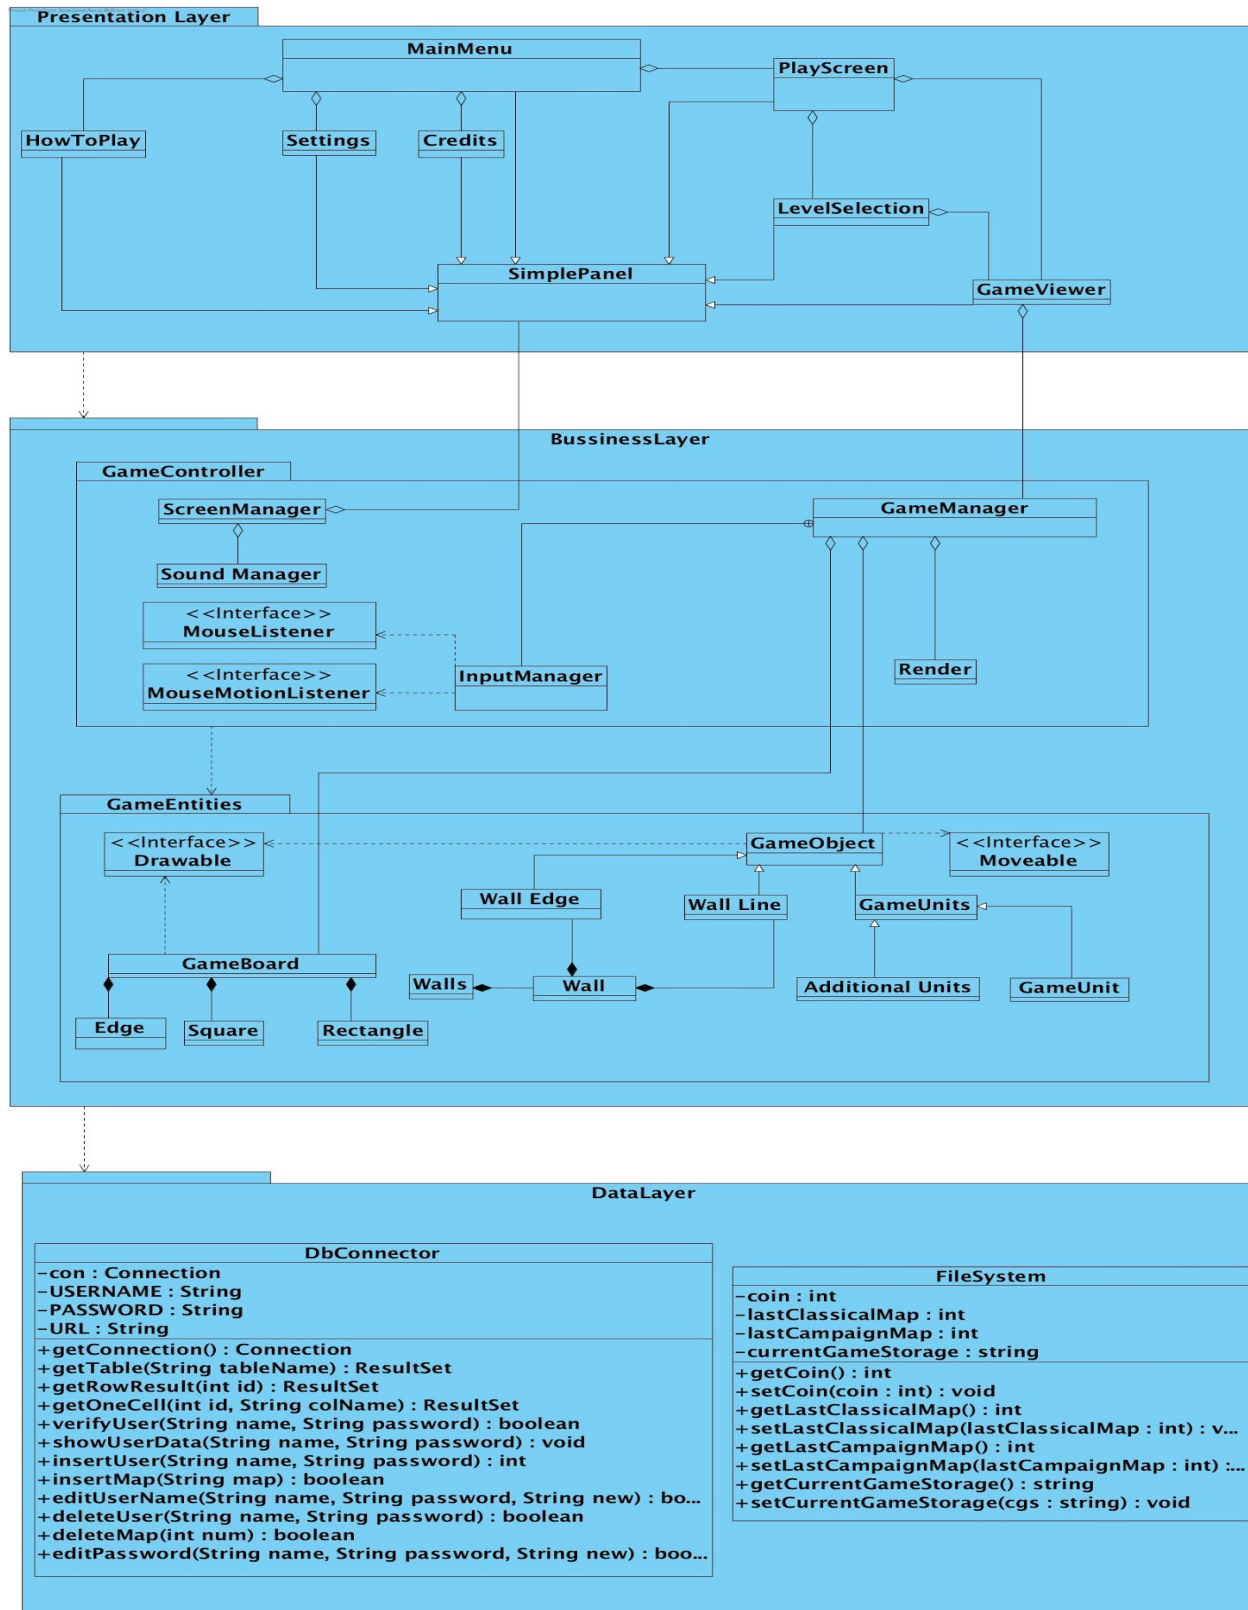 Presentation Layer
MainMenu
PlayScreen
HowToPlay
Settings
Credits
LevelSelection
SimplePanel
GameViewer
BussinessLayer
GameController
ScreenManager
GameManager
Sound Manager
<<Interface>>
MouseListener
<<Interface>>
MouseMotionListener
InputManager
Render
GameEntities
<<Interface>>
Drawable
GameObject
<<Interface>>
Moveable
Wall Edge
Wall Line
GameUnits
GameBoard
Walls
Wall
Additional Units
GameUnit
Edge
Square
Rectangle
DataLayer
DbConnector
-con : Connection
-USERNAME : String
-PASSWORD : String
-URL : String
+getConnection() : Connection
+getTable(String tableName) : ResultSet
+getRowResult(int id) : ResultSet
+getOneCell(int id, String colName) : ResultSet
+verifyUser(String name, String password) : boolean
+showUserData(String name, String password) : void
+insertUser(String name, String password) : int
+insertMap(String map) : boolean
+editUserName(String name, String password, String new) : bo...
+deleteUser(String name, String password) : boolean
+deleteMap(int num) : boolean
+editPassword(String name, String password, String new) : boo...
FileSystem
-coin : int
-lastClassicalMap : int
-lastCampaignMap : int
-currentGameStorage : string
+getCoin() : int
+setCoin(coin : int) : void
+getLastClassicalMap() : int
+setLastClassicalMap(lastClassicalMap : int) : v...
+getLastCampaignMap() : int
+setLastCampaignMap(lastCampaignMap : int) :...
+getCurrentGameStorage() : string
+setCurrentGameStorage(cgs : string) : void